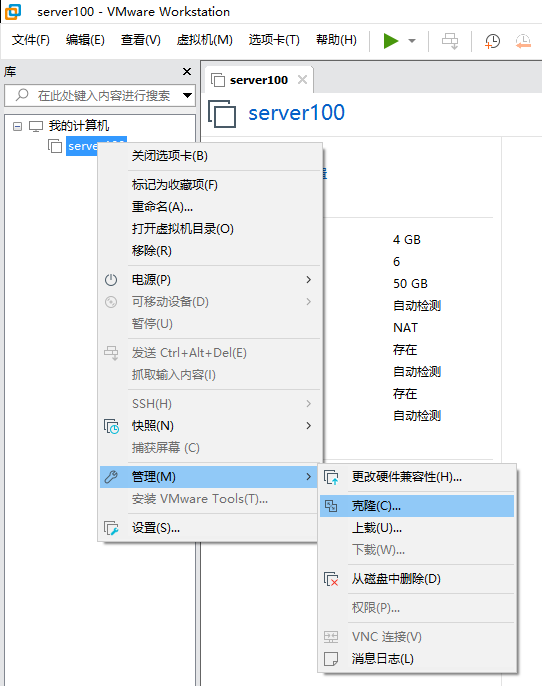 server100 - VMware Workstation
文件(F) 编辑(E) 查看(V) 虚拟机(M) 选项卡(T) 帮助(H)
库
在此处键入内容进行搜索
我的计算机
server100
server100
关闭选项卡(B)
标记为收藏项(F)
重命名(A)...
打开虚拟机目录(O)
移除(R)
电源(P)
可移动设备(D)
暂停(U)
发送 Ctrl+Alt+Del(E)
抓取输入内容(I)
SSH(H)
快照(N)
捕获屏幕 (C)
管理(M)
安装 VMware Tools(T)...
设置(S)...
4 GB
6
50 GB
自动检测
NAT
存在
自动检测
存在
自动检测
更改硬件兼容性(H)...
克隆(C)...
上载(U)...
下载(W)...
从磁盘中删除(D)
权限(P)...
VNC 连接(V)
消息日志(L)